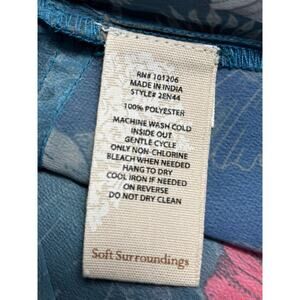 RN# 101206
MADE IN INDIA
STYLE# 2EN44
100% POLYESTER
MACHINE WASH COLD
INSIDE OUT
GENTLE CYCLE
ONLY NON-CHLORINE
BLEACH WHEN NEEDED
HANG TO DRY
COOL IRON IF NEEDED
ON REVERSE
DO NOT DRY CLEAN
Soft Surroundings